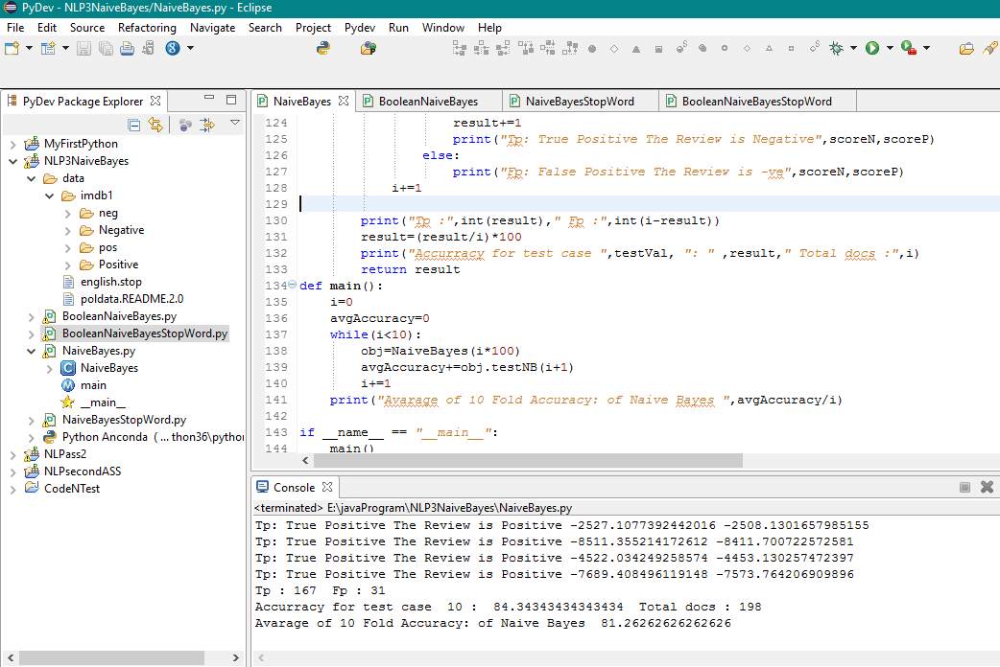 PyDev - NLP3NaiveBayes/NaiveBayes.py - Eclipse
File Edit Source Refactoring Navigate Search Project Pydev Run Window Help
PyDev Package Explorer
MyFirstPython
NLP3NaiveBayes
data
imdb1
neg
Negative
pos
Positive
english.stop
poldata.README.2.0
BooleanNaiveBayes.py
BooleanNaiveBayesStopWord.py
NaiveBayes.py
NaiveBayes
main
__main__
NaiveBayesStopWord.py
Python Anconda ( ... thon36\python
NLPass2
NLPsecondASS
CodeNTest
NaiveBayes BooleanNaiveBayes NaiveBayesStopWord BooleanNaiveBayesStopWord
124 result+=1
125 print("Tp: True Positive The Review is Negative",scoreN,scoreP)
126 else:
127 print("Fp: False Positive The Review is -ve",scoreN,scoreP)
128 i+=1
129
130 print("Tp :",int(result)," Fp :",int(i-result))
131 result=(result/i)*100
132 print("Accurracy for test case ",testVal, ": " ,result," Total docs :",i)
133 return result
134 def main():
135 i=0
136 avgAccuracy=0
137 while(i<10):
138 obj=NaiveBayes(i*100)
139 avgAccuracy+=obj.testNB(i+1)
140 i+=1
141 print("Avarage of 10 Fold Accuracy: of Naive Bayes ",avgAccuracy/i)
142
143 if __name__ == "__main__":
144 main()
Console
<terminated> E:\javaProgram\NLP3NaiveBayes\NaiveBayes.py
Tp: True Positive The Review is Positive -2527.1077392442016 -2508.1301657985155
Tp: True Positive The Review is Positive -8511.355214172612 -8411.700722572581
Tp: True Positive The Review is Positive -4522.034249258574 -4453.130257472397
Tp: True Positive The Review is Positive -7689.408496119148 -7573.764206909896
Tp : 167 Fp : 31
Accurracy for test case 10 : 84.34343434343434 Total docs : 198
Avarage of 10 Fold Accuracy: of Naive Bayes 81.26262626262626